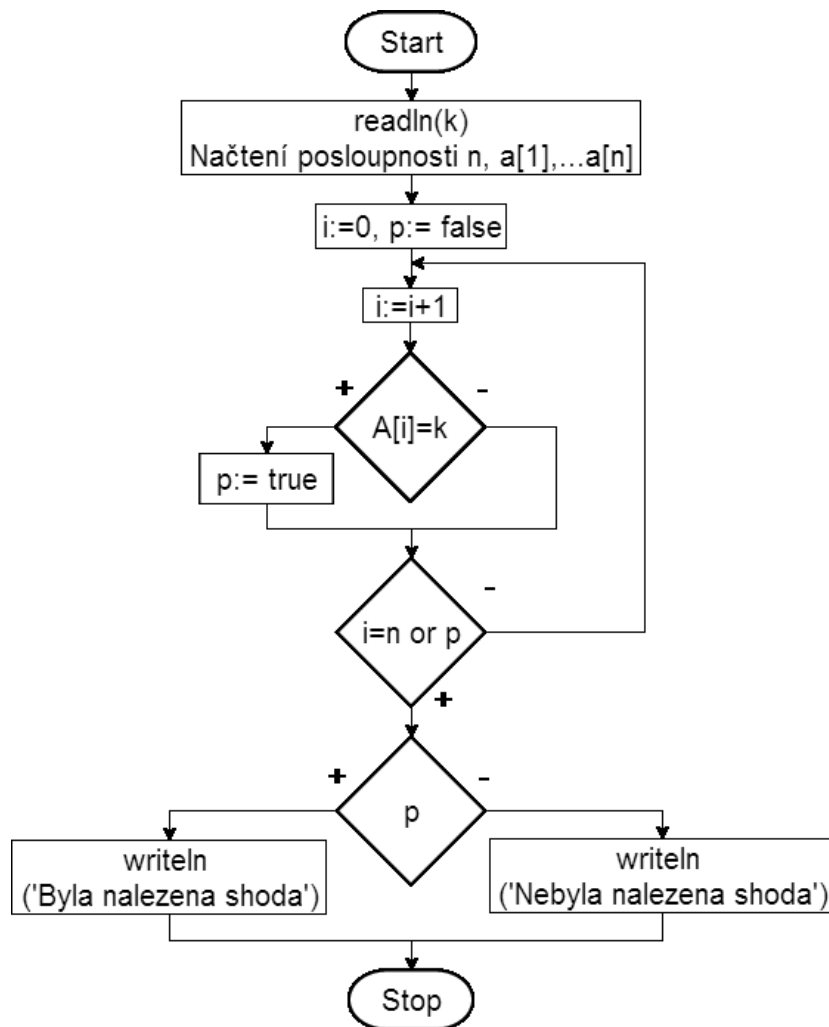 Start
readln(k)
Načtení posloupnosti n, a[1],...a[n]
i:=0, p:= false
i:=i+1
+ -
A[i]=k
p:= true
-
i=n or p
+
+ -
p
writeln
('Byla nalezena shoda')
writeln
('Nebyla nalezena shoda')
Stop